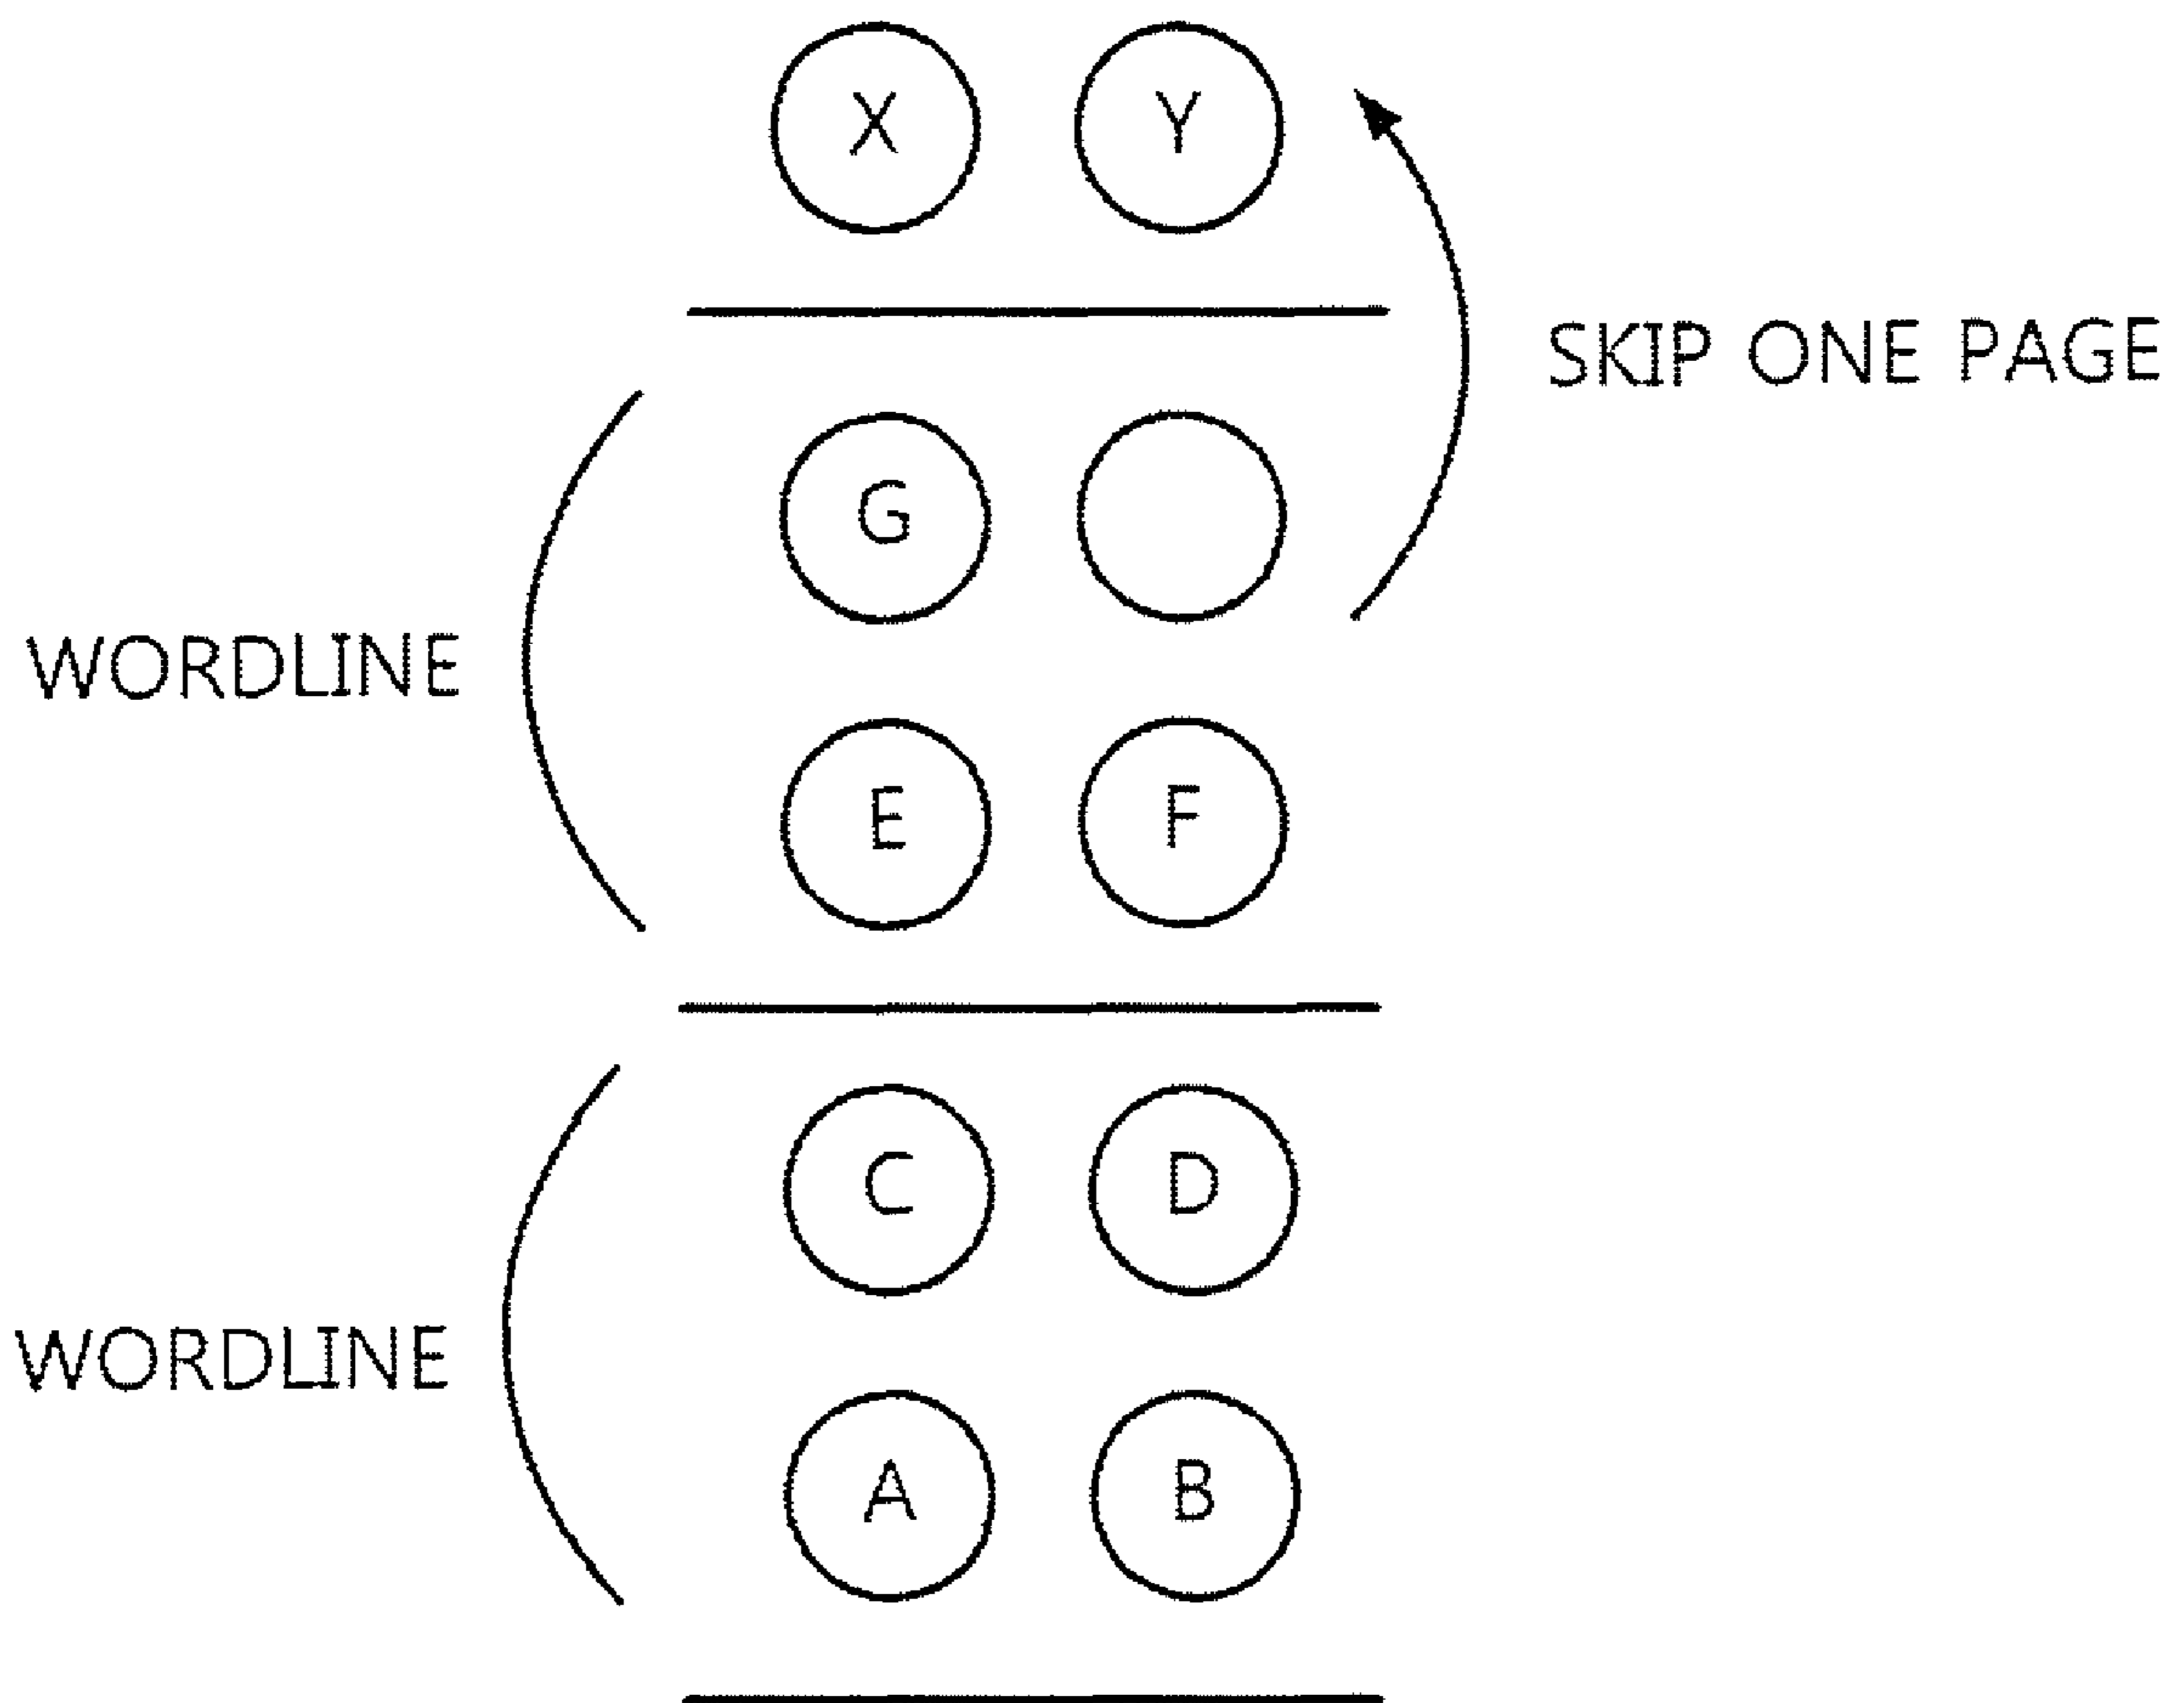 X Y
SKIP ONE PAGE
G
WORDLINE
E F
C D
WORDLINE
A B